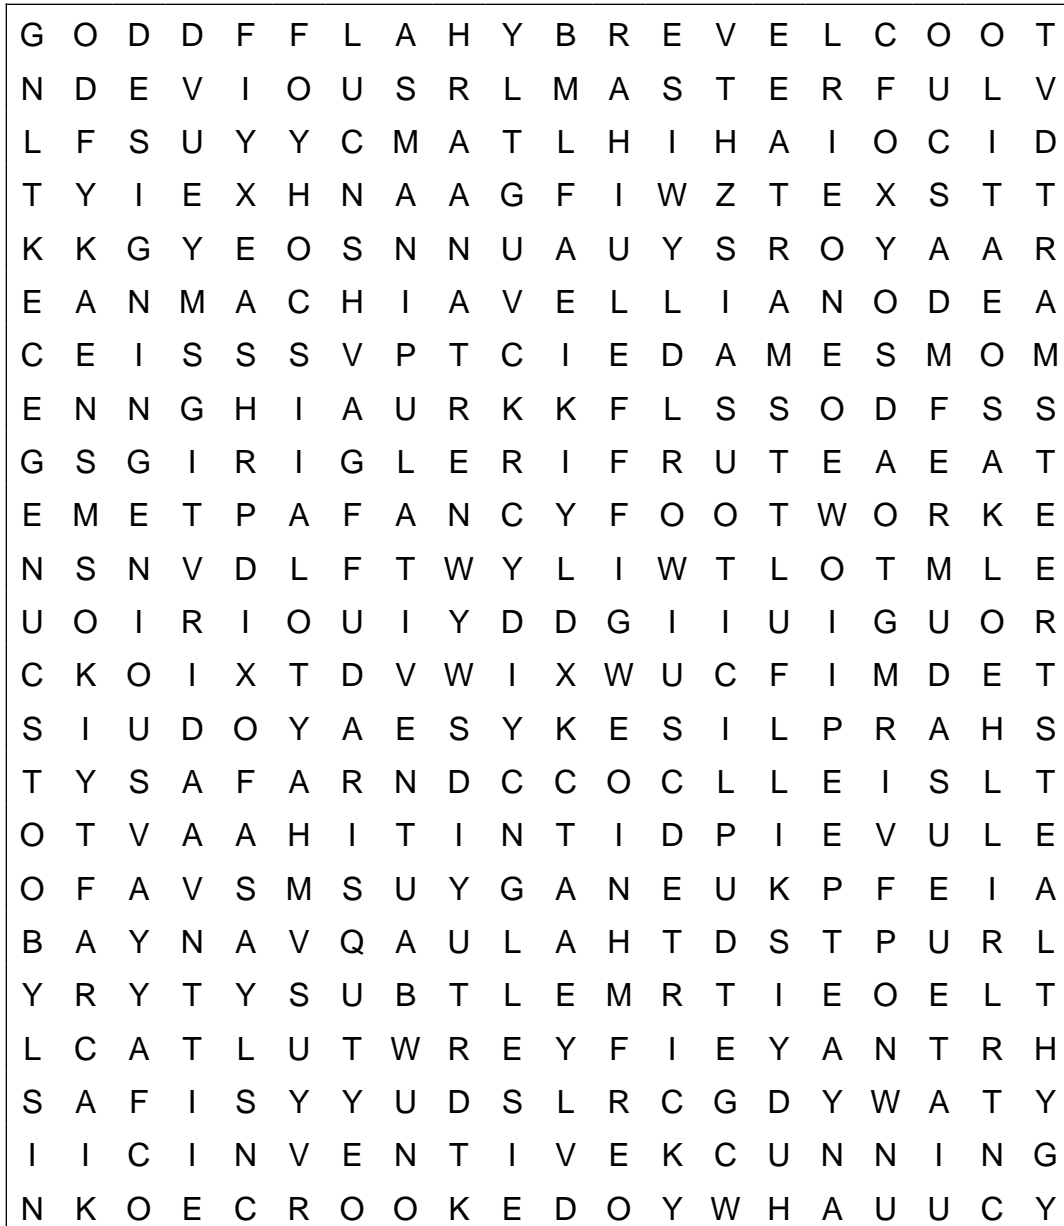 G O D D F F L A H Y B R E V E L C O O T
N D E V I O U S R L M A S T E R F U L V
L F S U Y Y C M A T L H I H A I O C I D
T Y I E X H N A A G F I W Z T E X S T T
K K G Y E O S N N U A U Y S R O Y A A R
E A N M A C H I A V E L L I A N O D E A
C E I S S S V P T C I E D A M E S M O M
E N N G H I A U R K K F L S S O D F S S
G S G I R I G L E R I F R U T E A E A T
E M E T P A F A N C Y F O O T W O R K E
N S N V D L F T W Y L I W T L O T M L E
U O I R I O U I Y D D G I I U I G U O R
C K O I X T D V W I X W U C F I M D E T
S I U D O Y A E S Y K E S I L P R A H S
T Y S A F A R N D C C O C L L E I S L T
O T V A A H I T I N T I D P I E V U L E
O F A V S M S U Y G A N E U K P F E I A
B A Y N A V Q A U L A H T D S T P U R L
Y R Y T Y S U B T L E M R T I E O E L T
L C A T L U T W R E Y F I E Y A N T R H
S A F I S Y Y U D S L R C G D Y W A T Y
I I C I N V E N T I V E K C U N N I N G
N K O E C R O O K E D O Y W H A U U C Y